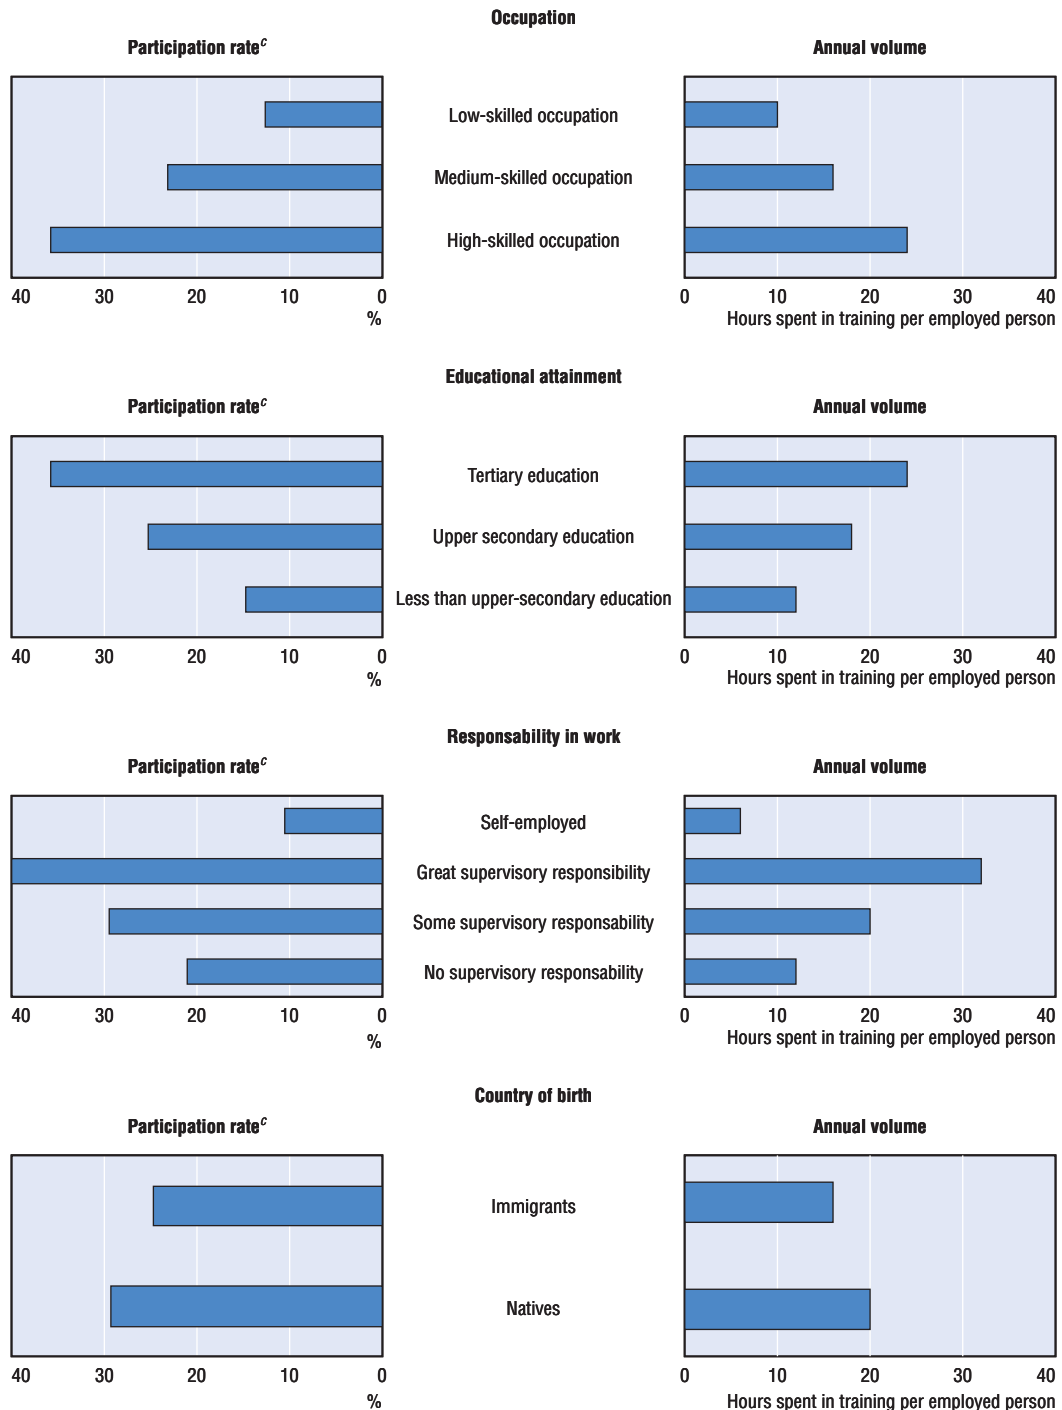 Occupation
Participation rateᶜ Annual volume
Low-skilled occupation
Medium-skilled occupation
High-skilled occupation
40 30 20 10 0 0 10 20 30 40
% Hours spent in training per employed person
Educational attainment
Participation rateᶜ Annual volume
Tertiary education
Upper secondary education
Less than upper-secondary education
40 30 20 10 0 0 10 20 30 40
% Hours spent in training per employed person
Responsability in work
Participation rateᶜ Annual volume
Self-employed
Great supervisory responsibility
Some supervisory responsability
No supervisory responsability
40 30 20 10 0 0 10 20 30 40
% Hours spent in training per employed person
Country of birth
Participation rateᶜ Annual volume
Immigrants
Natives
40 30 20 10 0 0 10 20 30 40
% Hours spent in training per employed person